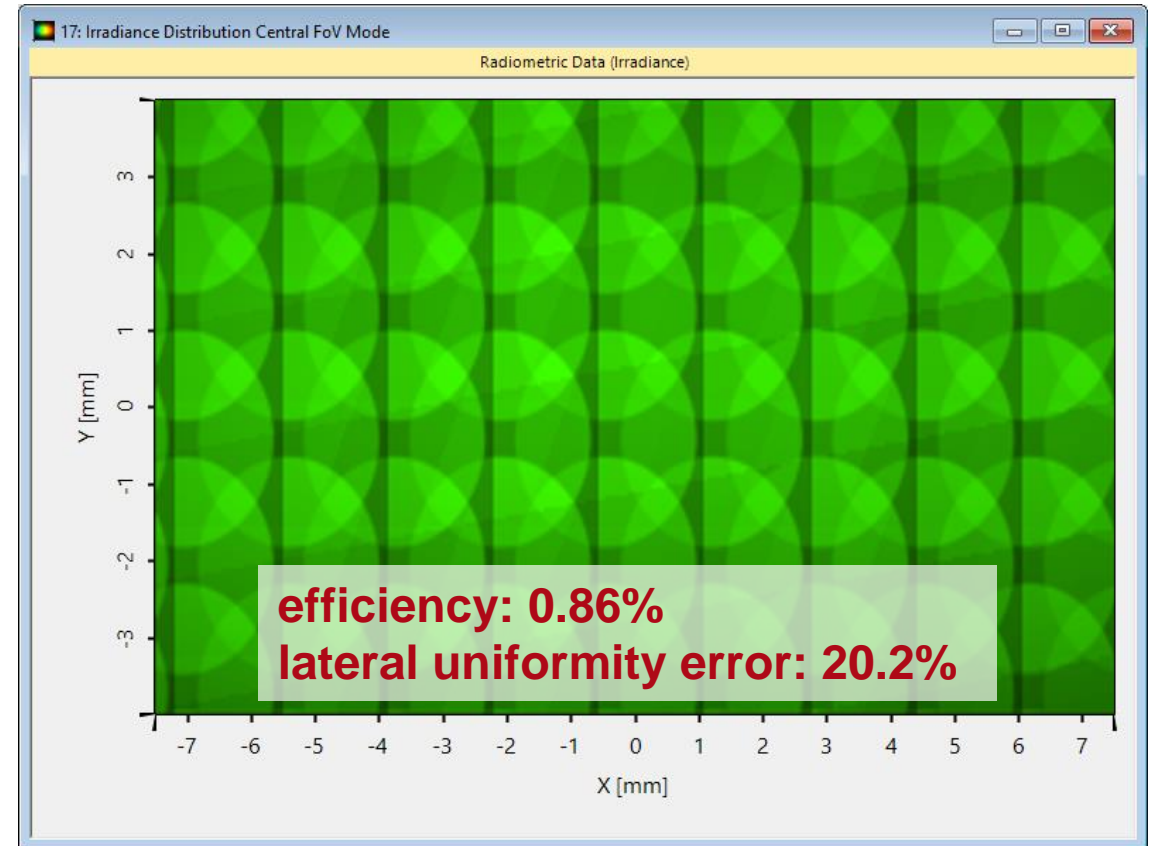 17: Irradiance Distribution Central FoV Mode
Radiometric Data (Irradiance)
3
2
1
0
-1
-2
-3
Y [mm]
efficiency: 0.86%
lateral uniformity error: 20.2%
-7 -6 -5 -4 -3 -2 -1 0 1 2 3 4 5 6 7
X [mm]